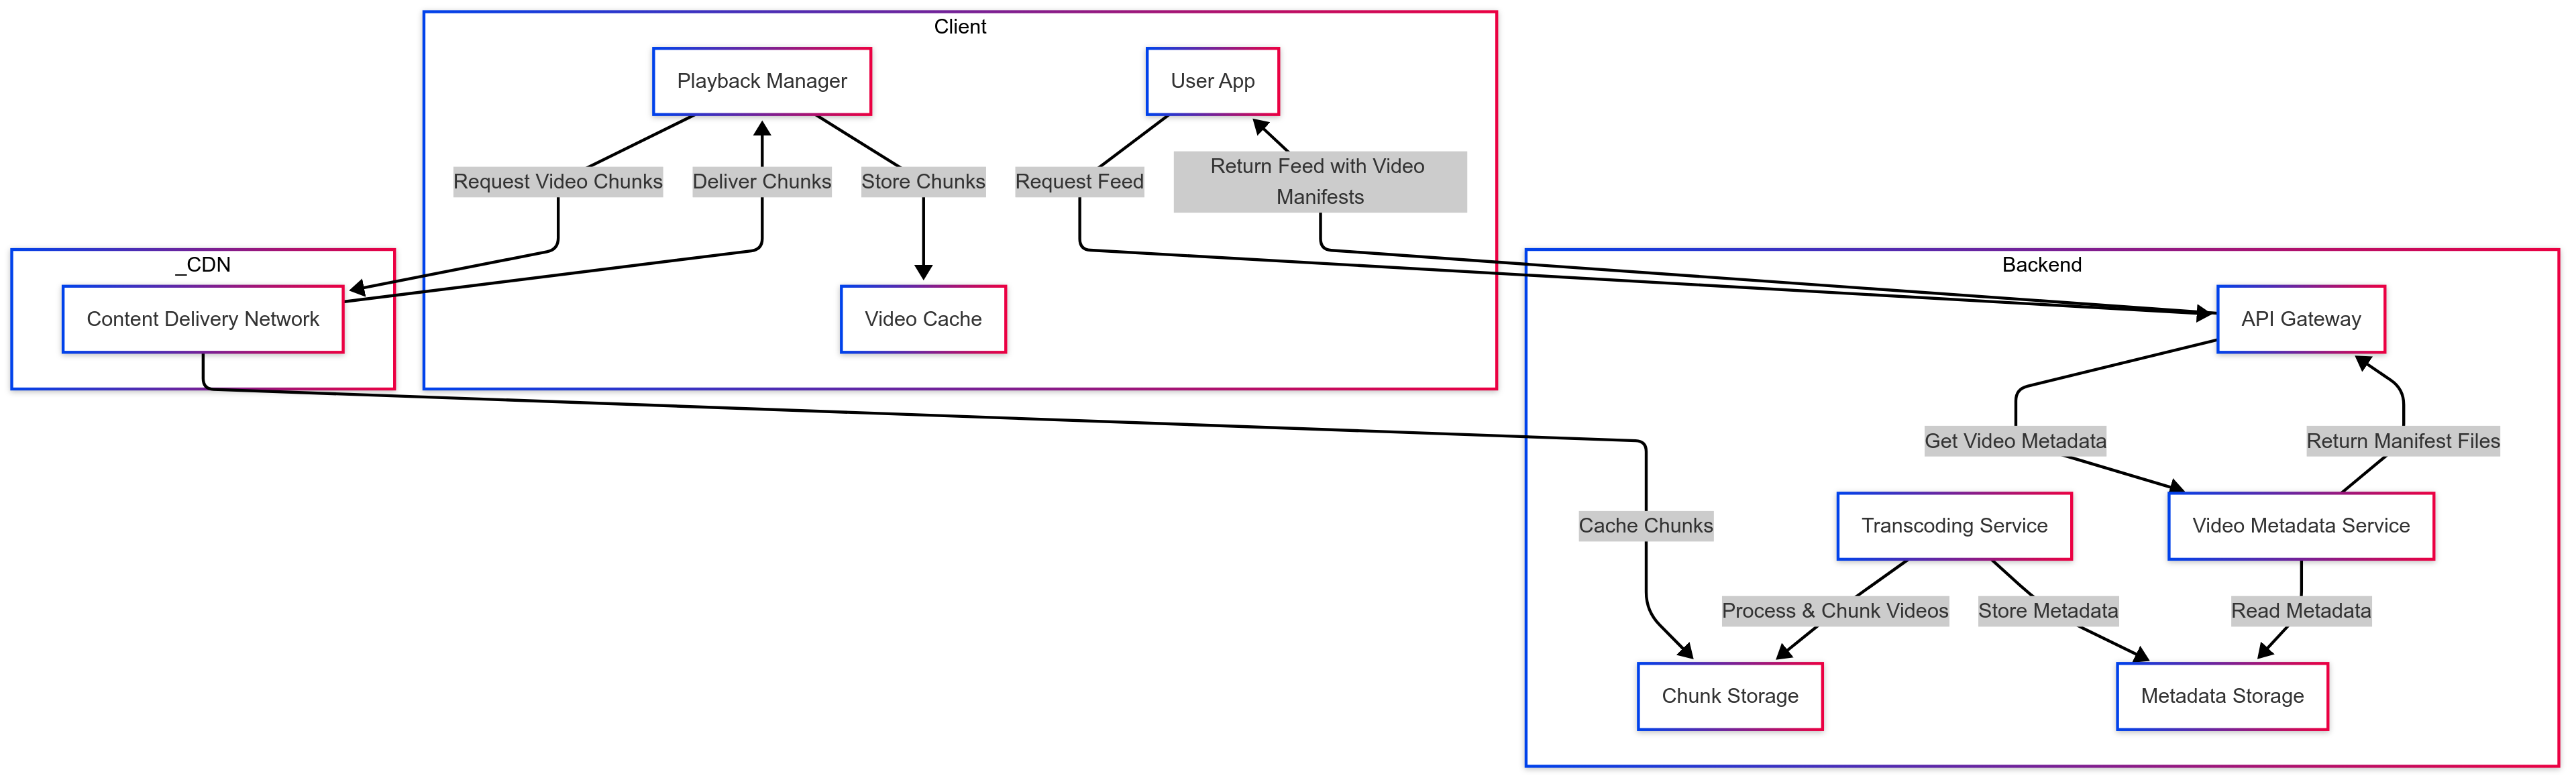 Client
Playback Manager
User App
Request Video Chunks
Deliver Chunks
Store Chunks
Request Feed
Return Feed with Video
Manifests
_CDN
Content Delivery Network
Video Cache
Backend
API Gateway
Get Video Metadata
Return Manifest Files
Cache Chunks
Transcoding Service
Video Metadata Service
Process & Chunk Videos
Store Metadata
Read Metadata
Chunk Storage
Metadata Storage